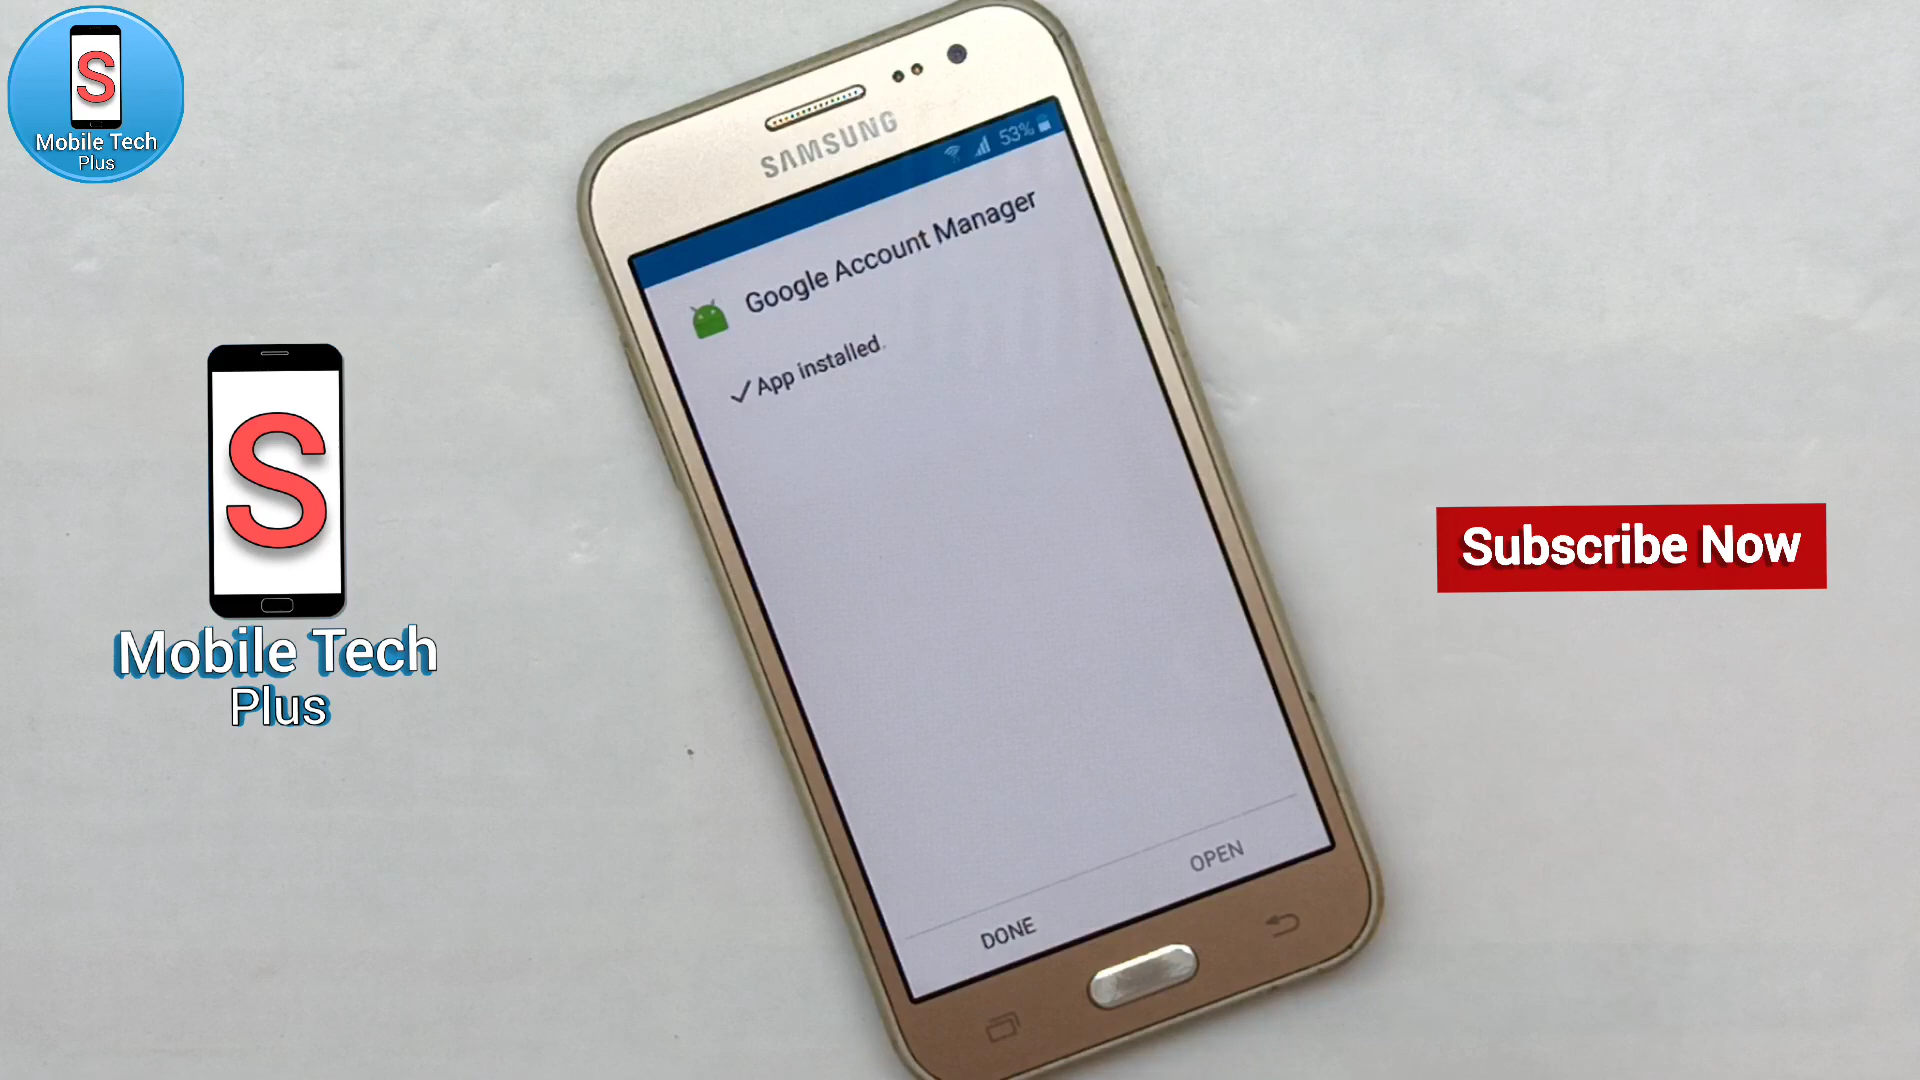 S
Mobile Tech
Plus
SAMSUNG
53%
Google Account Manager
App installed.
S
Mobile Tech
Plus
Subscribe Now
OPEN
DONE